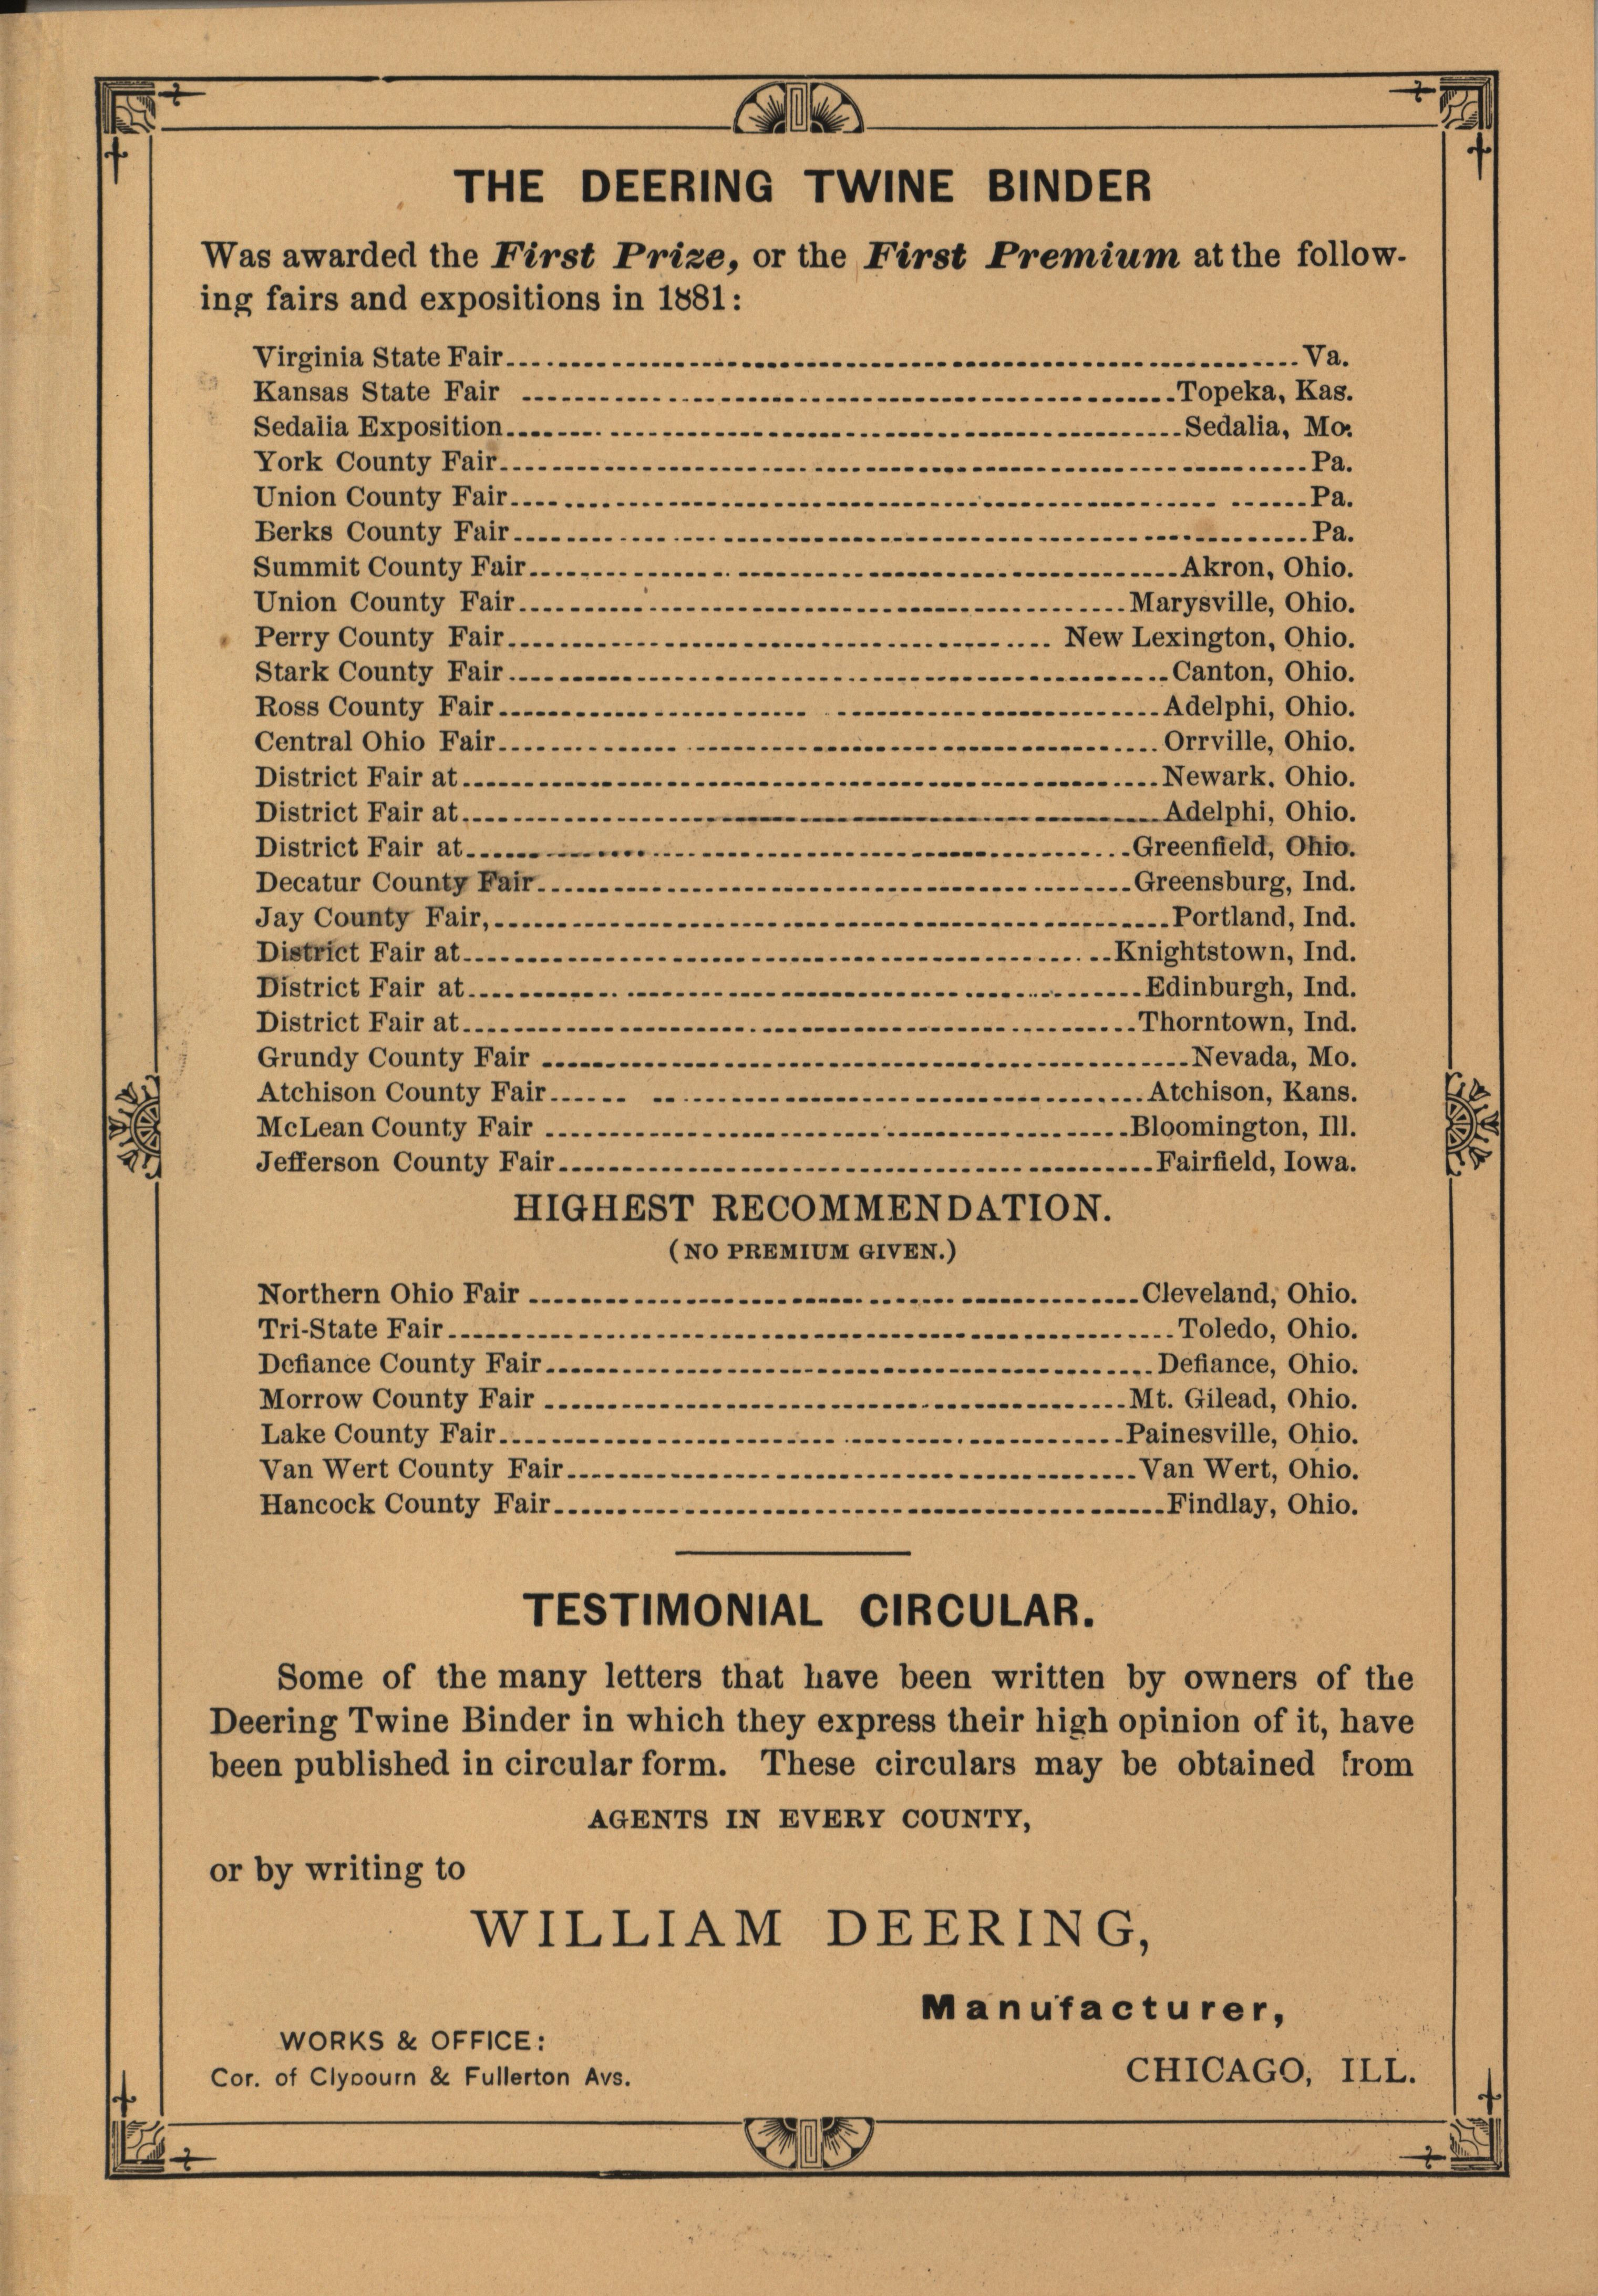 THE DEERING TWINE BINDER
Was awarded the First Prize, or the First Premium at the follow-
ing fairs and expositions in 1881:
Virginia State Fair Va.
Kansas State Fair Topeka, Kas.
Sedalia Exposition Sedalia, Mo.
York County Fair Pa.
Union County Fair Pa.
Berks County Fair Pa.
Summit County Fair Akron, Ohio.
Union County Fair Marysville, Ohio.
Perry County Fair New Lexington, Ohio.
Stark County Fair Canton, Ohio.
Ross County Fair Adelphi, Ohio.
Central Ohio Fair Orrville, Ohio.
District Fair at Newark, Ohio.
District Fair at Adelphi, Ohio.
District Fair at Greenfield, Ohio.
Decatur County Fair Greensburg, Ind.
Jay County Fair, Portland, Ind.
District Fair at Knightstown, Ind.
District Fair at Edinburgh, Ind.
District Fair at Thorntown, Ind.
Grundy County Fair Nevada, Mo.
Atchison County Fair Atchison, Kans.
McLean County Fair Bloomington, Ill.
Jefferson County Fair Fairfield, Iowa.
HIGHEST RECOMMENDATION.
(NO PREMIUM GIVEN.)
Northern Ohio Fair Cleveland, Ohio.
Tri-State Fair Toledo, Ohio.
Defiance County Fair Defiance, Ohio.
Morrow County Fair Mt. Gilead, Ohio.
Lake County Fair Painesville, Ohio.
Van Wert County Fair Van Wert, Ohio.
Hancock County Fair Findlay, Ohio.
TESTIMONIAL CIRCULAR.
Some of the many letters that have been written by owners of the
Deering Twine Binder in which they express their high opinion of it, have
been published in circular form. These circulars may be obtained from
AGENTS IN EVERY COUNTY,
or by writing to
WILLIAM DEERING,
Manufacturer,
WORKS & OFFICE:
Cor. of Clybourn & Fullerton Avs.
CHICAGO, ILL.